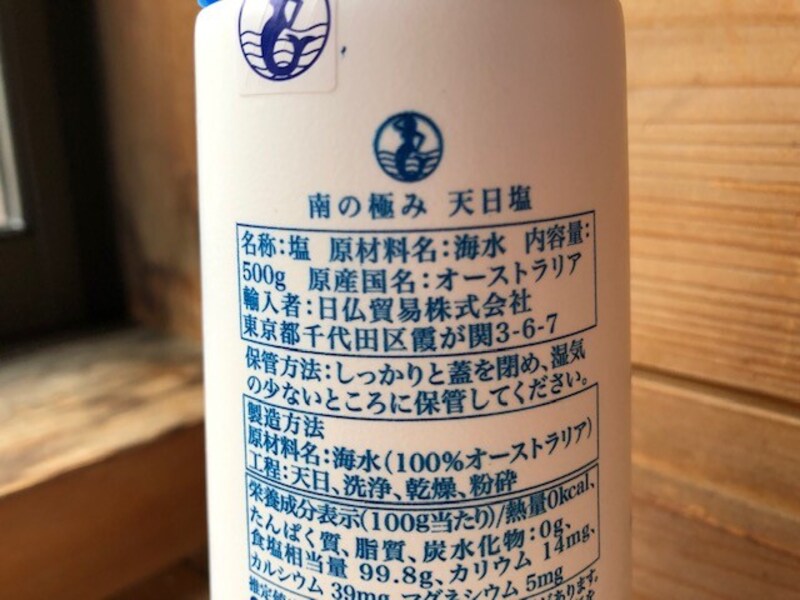 南の極み 天日塩
名称:塩 原材料名:海水 内容量:
500g 原産国名:オーストラリア
輸入者:日仏貿易株式会社
東京都千代田区霞が関3-6-7
保管方法:しっかりと蓋を閉め、湿気
の少ないところに保管してください。
製造方法
原材料名:海水(100%オーストラリア)
工程:天日、洗浄、乾燥、粉砕
栄養成分表示(100g当たり)/熱量0kcal、
たんぱく質、脂質、炭水化物:0g、
食塩相当量 99.8g、カリウム 14mg、
カルシウム 39mg、マグネシウム 5mg